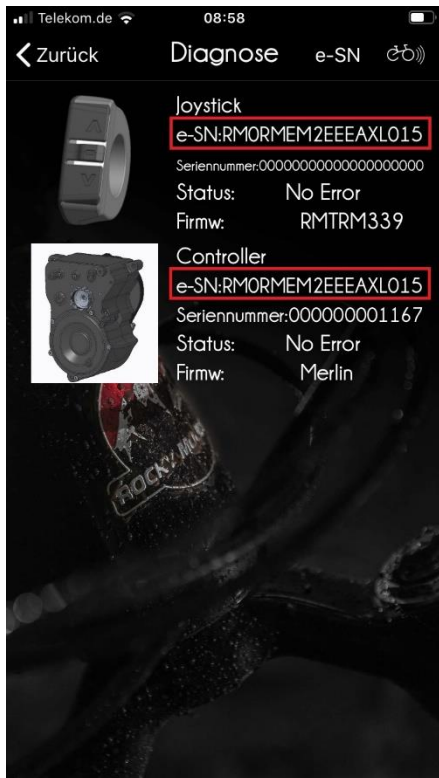 Telekom.de 08:58
Zurück Diagnose e-SN
Joystick
e-SN:RM0RMEM2EEEAXL015
Seriennummer:00000000000000000000
Status: No Error
Firmw: RMTRM339
Controller
e-SN:RM0RMEM2EEEAXL015
Seriennummer:000000001167
Status: No Error
Firmw: Merlin
ROCKY